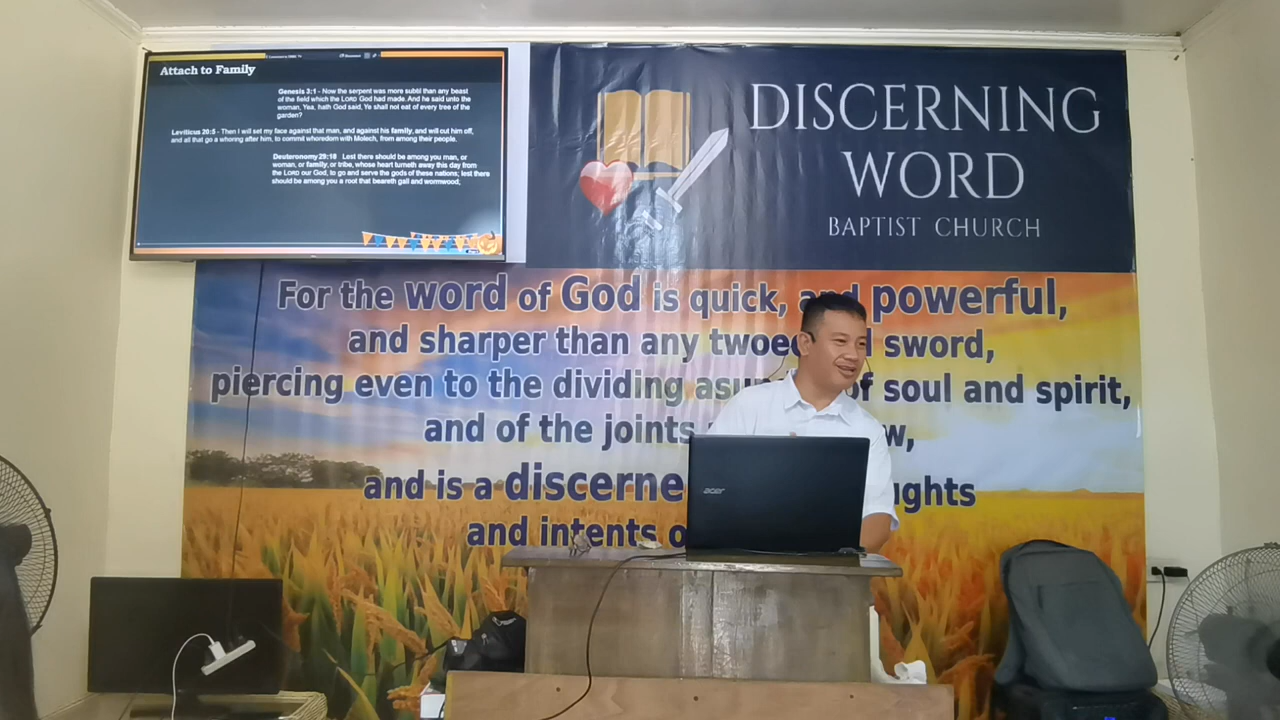 Attach to Family
Genesis 3:1 - Now the serpent was more subtil than any beast
of the field which the LORD God had made. And he said unto the
woman, Yea, hath God said, Ye shall not eat of every tree of the
garden?
Leviticus 20:5 - Then I will set my face against that man, and against his family, and will cut him off,
and all that go a whoring after him, to commit whoredom with Molech, from among their people.
Deuteronomy 29:18 Lest there should be among you man, or
woman, or family, or tribe, whose heart turneth away this day from
the LORD our God, to go and serve the gods of these nations; lest there
should be among you a root that beareth gall and wormwood,
DISCERNING
WORD
BAPTIST CHURCH
For the word of God is quick, and powerful,
and sharper than any twoed d sword,
piercing even to the dividing asun of soul and spirit,
and of the joints w,
and is a discerne ughts
and intents o
acer